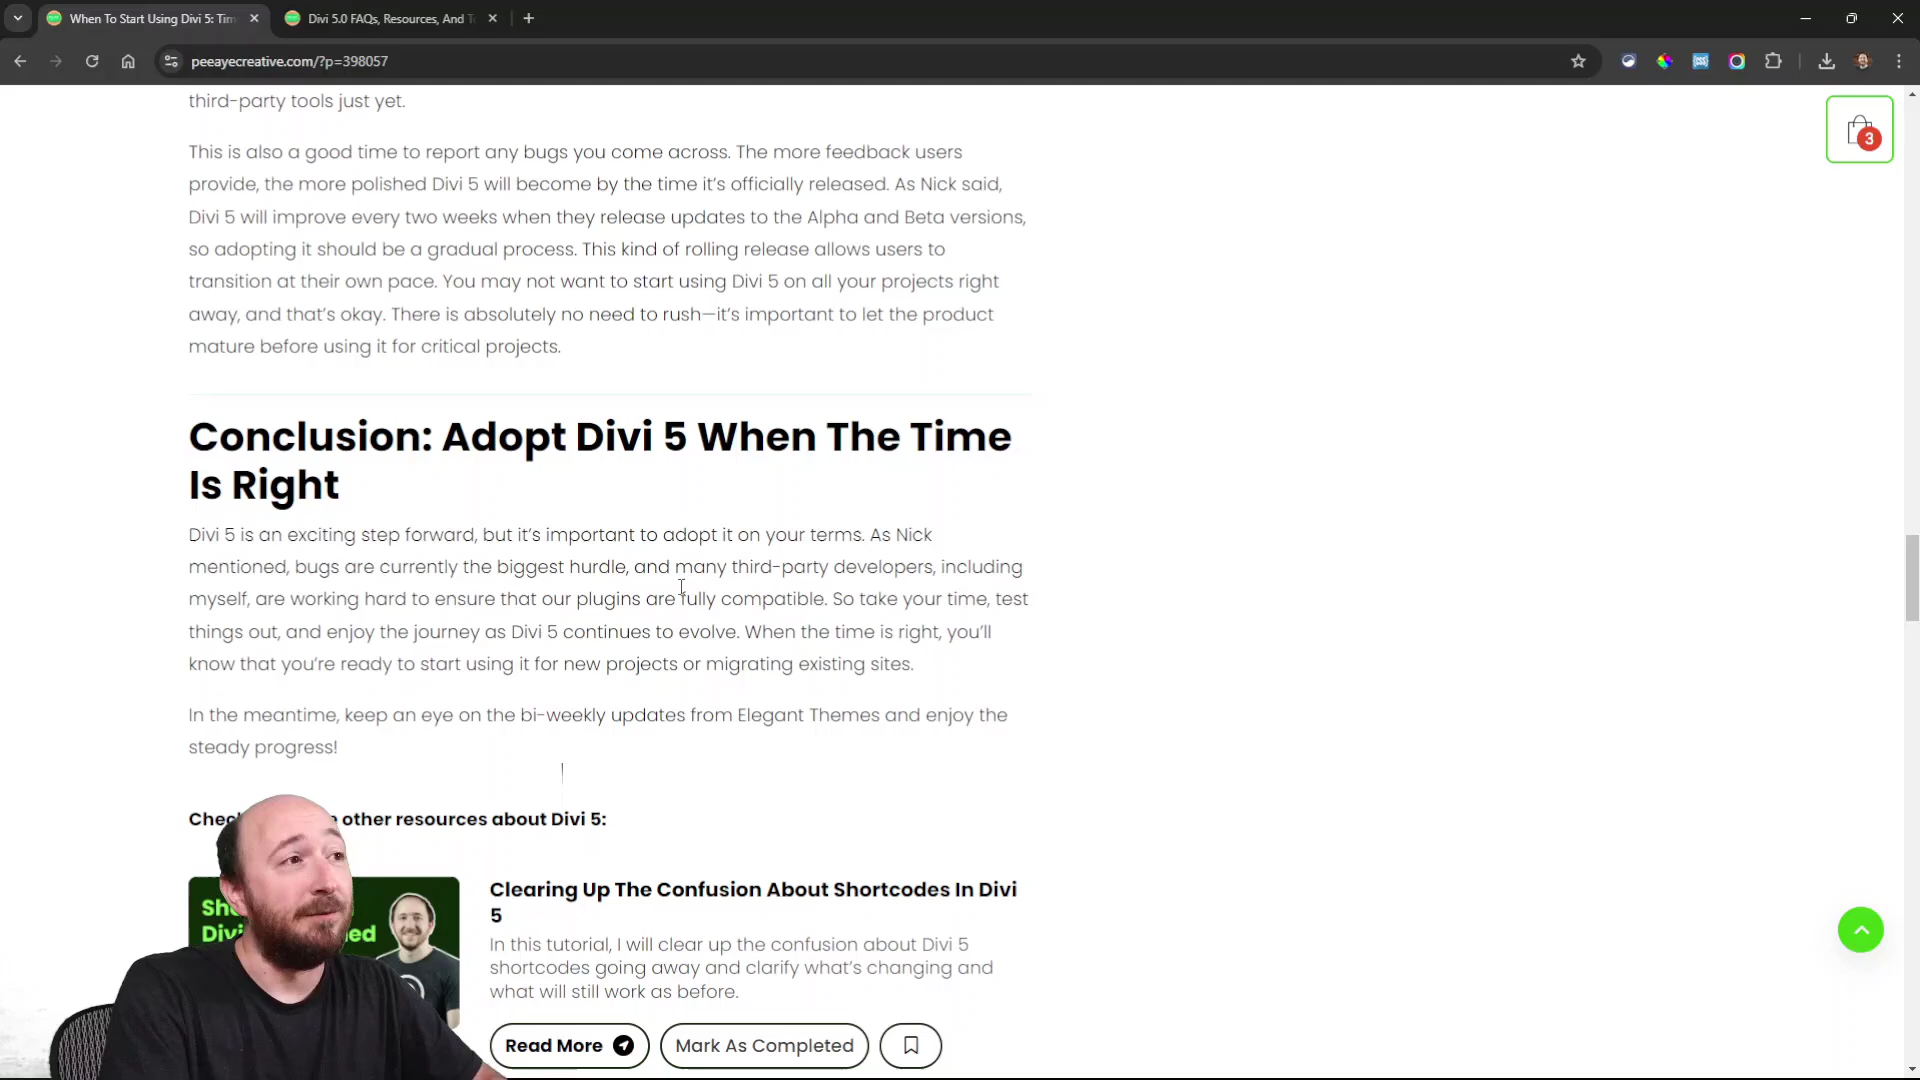 When To Start Using Divi 5: Tim
Divi 5.0 FAQs, Resources, And T
peeayecreative.com/?p=398057
3
third-party tools just yet.
This is also a good time to report any bugs you come across. The more feedback users
provide, the more polished Divi 5 will become by the time it’s officially released. As Nick said,
Divi 5 will improve every two weeks when they release updates to the Alpha and Beta versions,
so adopting it should be a gradual process. This kind of rolling release allows users to
transition at their own pace. You may not want to start using Divi 5 on all your projects right
away, and that’s okay. There is absolutely no need to rush—it’s important to let the product
mature before using it for critical projects.
Conclusion: Adopt Divi 5 When The Time
Is Right
Divi 5 is an exciting step forward, but it’s important to adopt it on your terms. As Nick
mentioned, bugs are currently the biggest hurdle, and many third-party developers, including
myself, are working hard to ensure that our plugins are fully compatible. So take your time, test
things out, and enjoy the journey as Divi 5 continues to evolve. When the time is right, you’ll
know that you’re ready to start using it for new projects or migrating existing sites.
In the meantime, keep an eye on the bi-weekly updates from Elegant Themes and enjoy the
steady progress!
other resources about Divi 5:
Clearing Up The Confusion About Shortcodes In Divi
5
In this tutorial, I will clear up the confusion about Divi 5
shortcodes going away and clarify what’s changing and
what will still work as before.
Read More
Mark As Completed